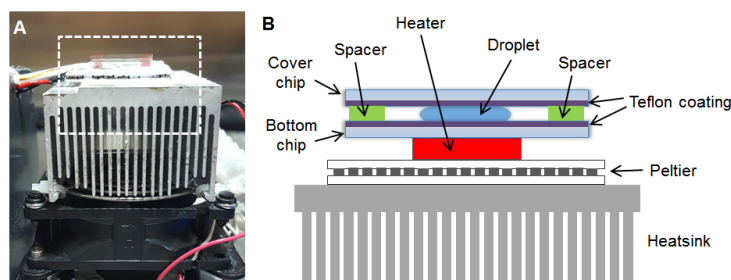 A
B
Heater
Spacer
Droplet
Spacer
Cover
chip
Teflon coating
Bottom
chip
Peltier
Heatsink